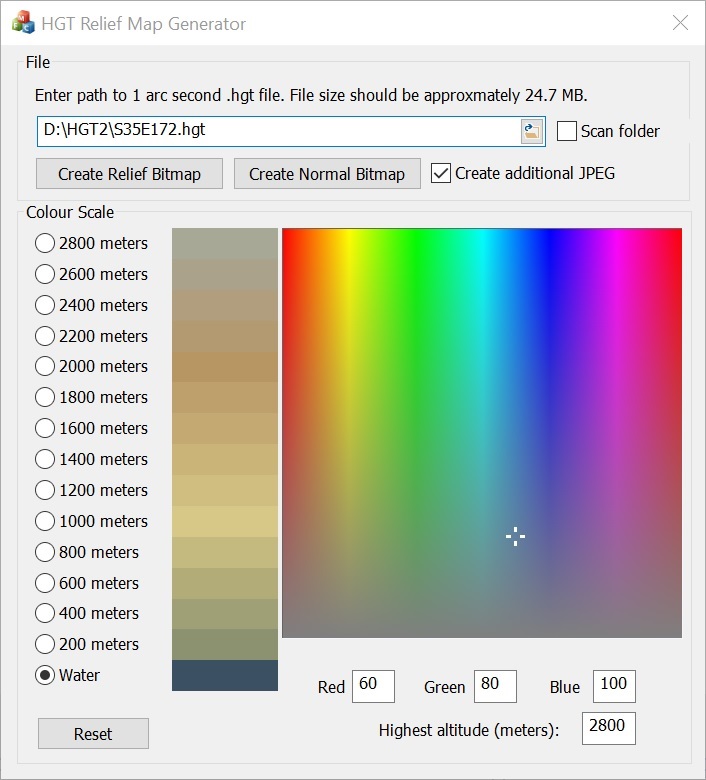 HGT Relief Map Generator
File
Enter path to 1 arc second .hgt file. File size should be approxmately 24.7 MB.
D:\HGT2\S35E172.hgt
Scan folder
Create Relief Bitmap
Create Normal Bitmap
Create additional JPEG
Colour Scale
2800 meters
2600 meters
2400 meters
2200 meters
2000 meters
1800 meters
1600 meters
1400 meters
1200 meters
1000 meters
800 meters
600 meters
400 meters
200 meters
Water
Red 60 Green 80 Blue 100
Highest altitude (meters): 2800
Reset